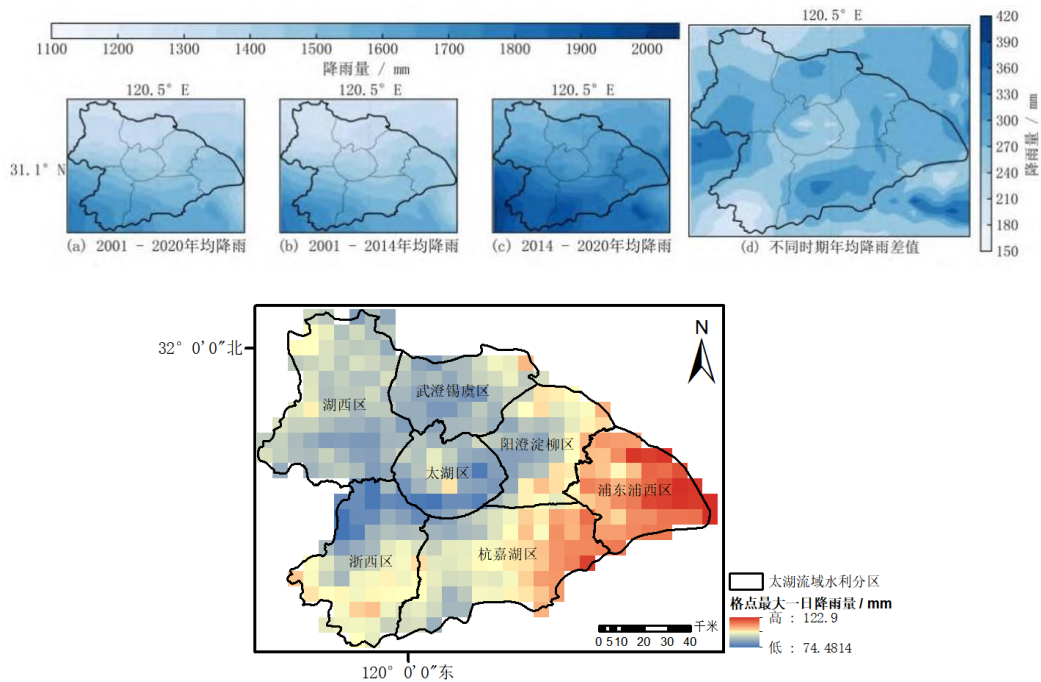 120.5° E
1100 1200 1300 1400 1500 1600 1700 1800 1900 2000
降雨量 / mm
120.5° E 120.5° E 120.5° E
31.1° N
(a) 2001 - 2020年均降雨 (b) 2001 - 2014年均降雨 (c) 2014 - 2020年均降雨 (d) 不同时期年均降雨差值
420
390
360
330
300
270
240
210
180
150
降雨量 / mm
N
32° 0'0"北
武澄锡虞区
湖西区
阳澄淀柳区
太湖区
浦东浦西区
杭嘉湖区
浙西区
太湖流域水利分区
格点最大一日降雨量 / mm
高 : 122.9
低 : 74.4814
千米
0 5 10 20 30 40
120° 0'0"东